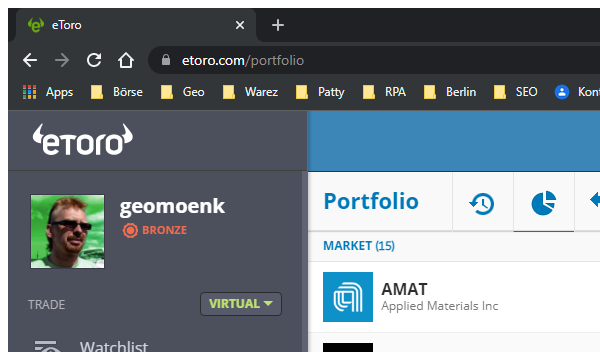 eToro
etoro.com/portfolio
Apps Börse Geo Warez Patty RPA Berlin SEO Kont
eTORO
geomoenk
BRONZE
TRADE VIRTUAL
Watchlist
Portfolio
MARKET (15)
AMAT
Applied Materials Inc